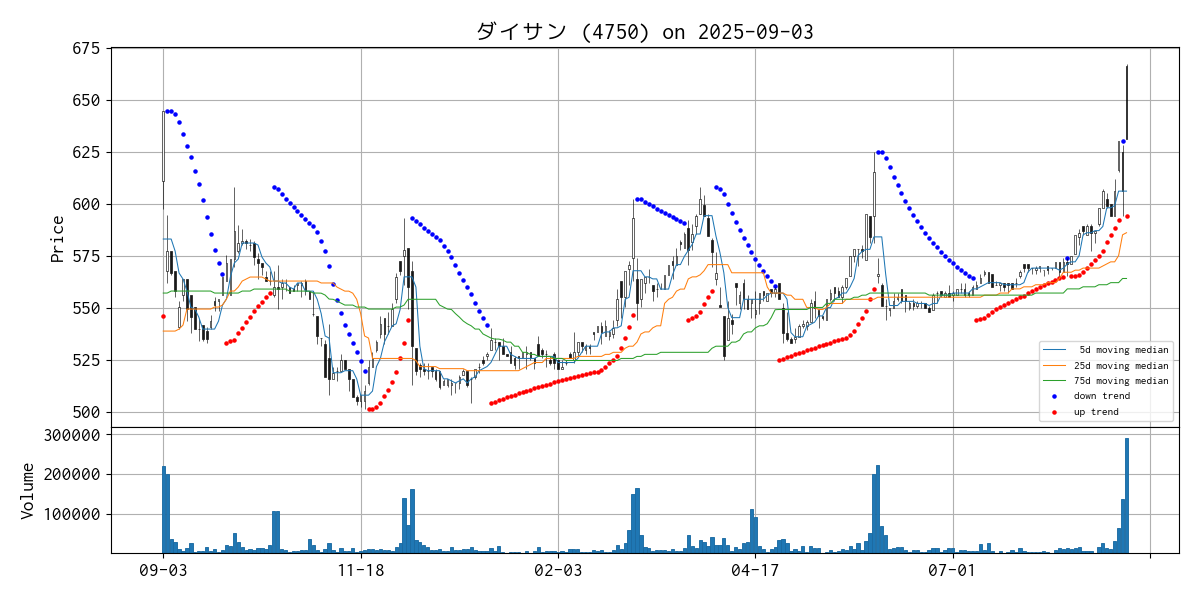 ダイサン (4750) on 2025-09-03
675
650
625
600
575
550
525
500
Price
5d moving median
25d moving median
75d moving median
down trend
up trend
300000
200000
100000
Volume
09-03
11-18
02-03
04-17
07-01